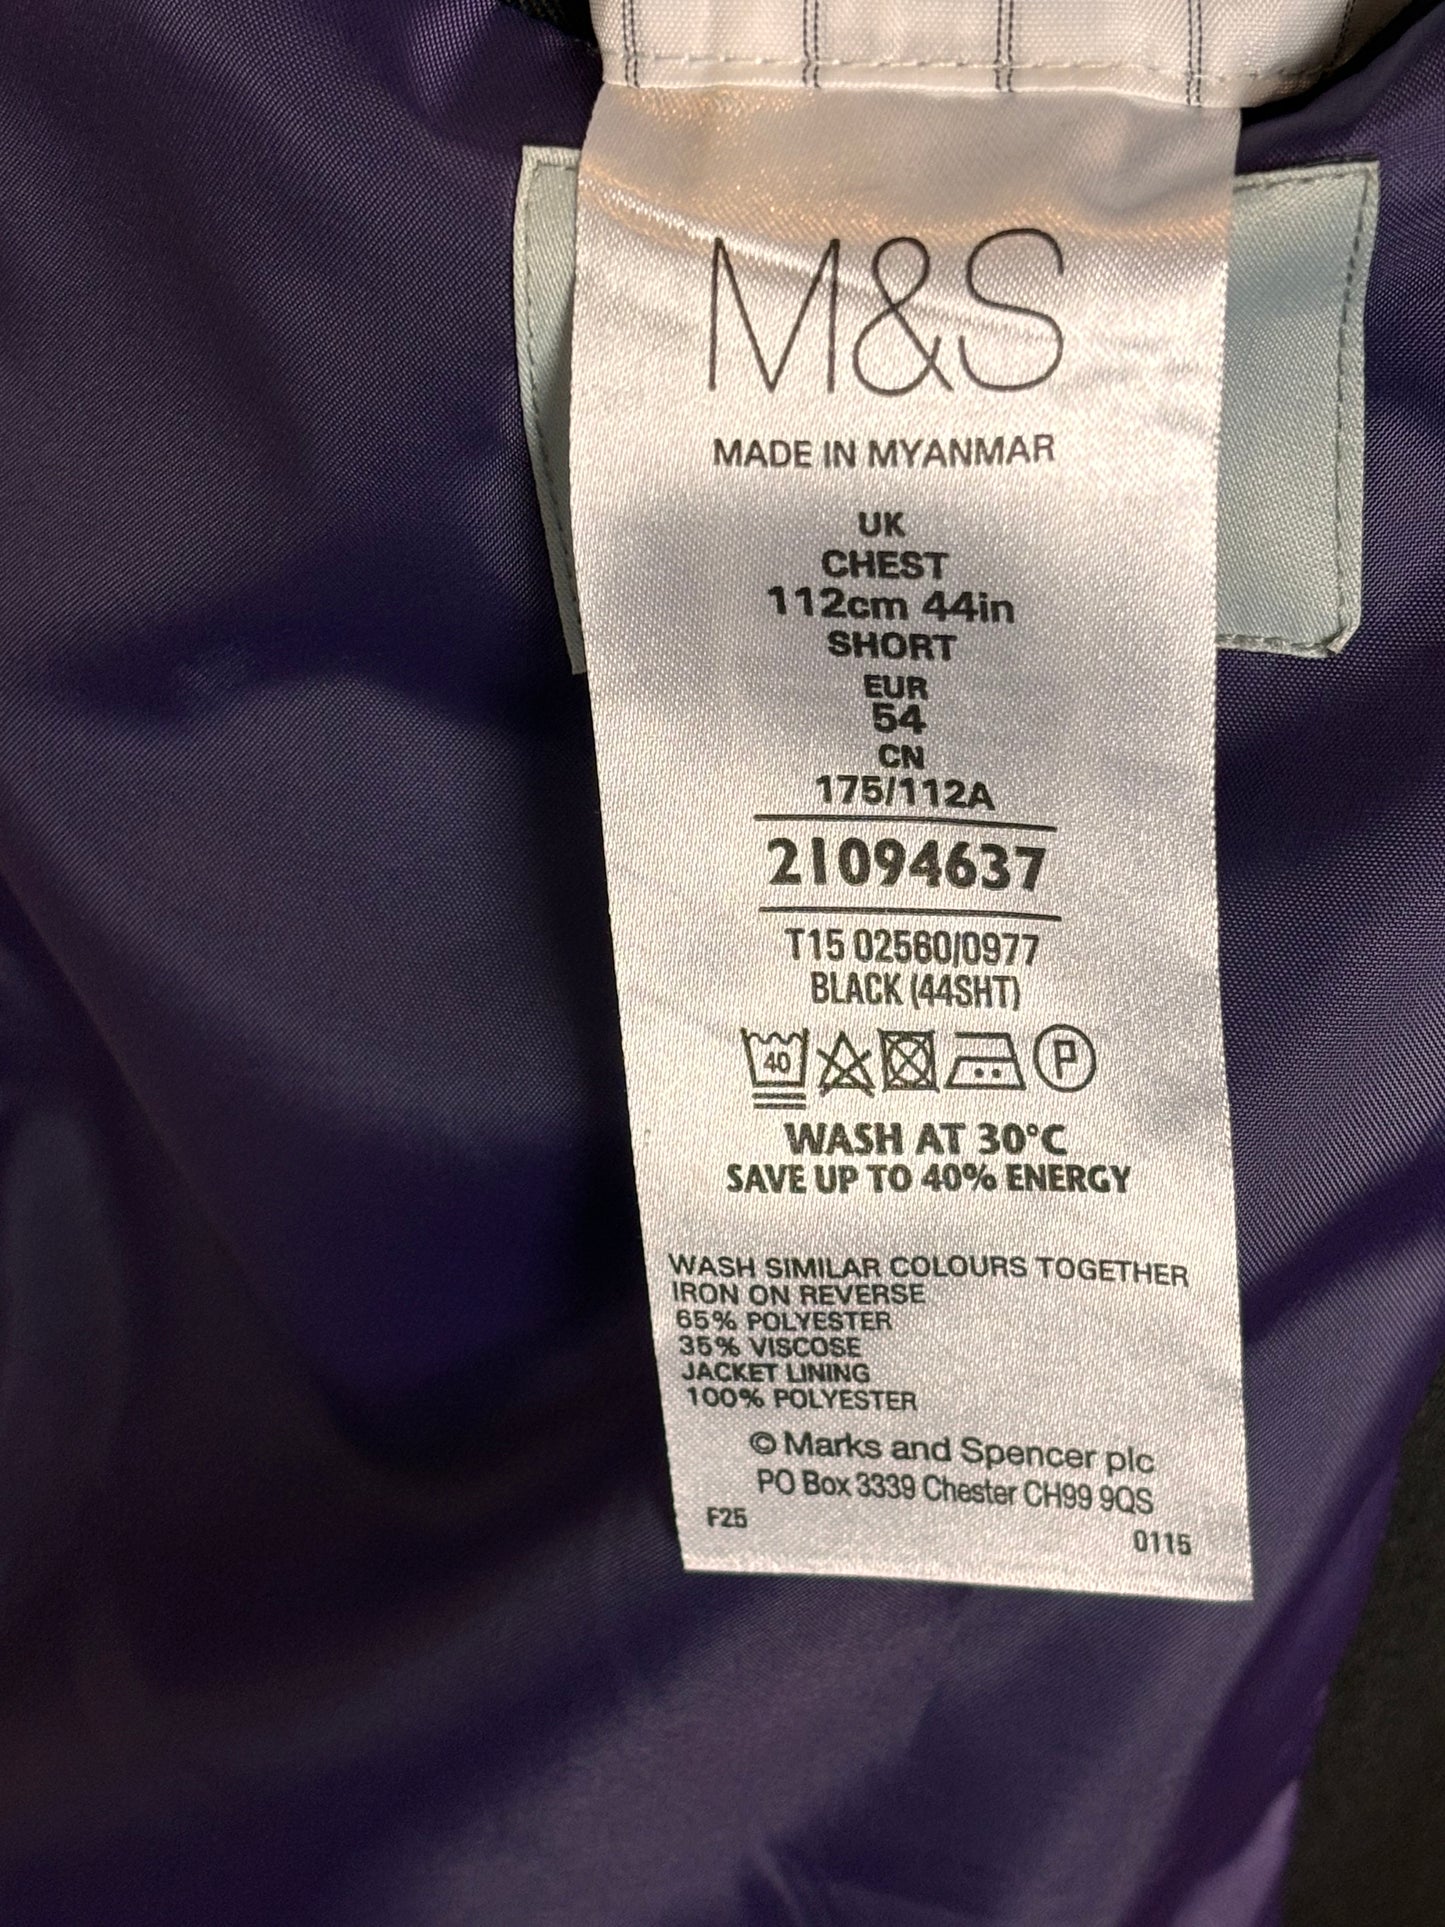 M&S
MADE IN MYANMAR
UK
CHEST
112cm 44in
SHORT
EUR
54
CN
175/112A
21094637
T15 02560/0977
BLACK (44SHT)
40 P
WASH AT 30°C
SAVE UP TO 40% ENERGY
WASH SIMILAR COLOURS TOGETHER
IRON ON REVERSE
65% POLYESTER
35% VISCOSE
JACKET LINING
100% POLYESTER
© Marks and Spencer plc
PO Box 3339 Chester CH99 9QS
F25
0115